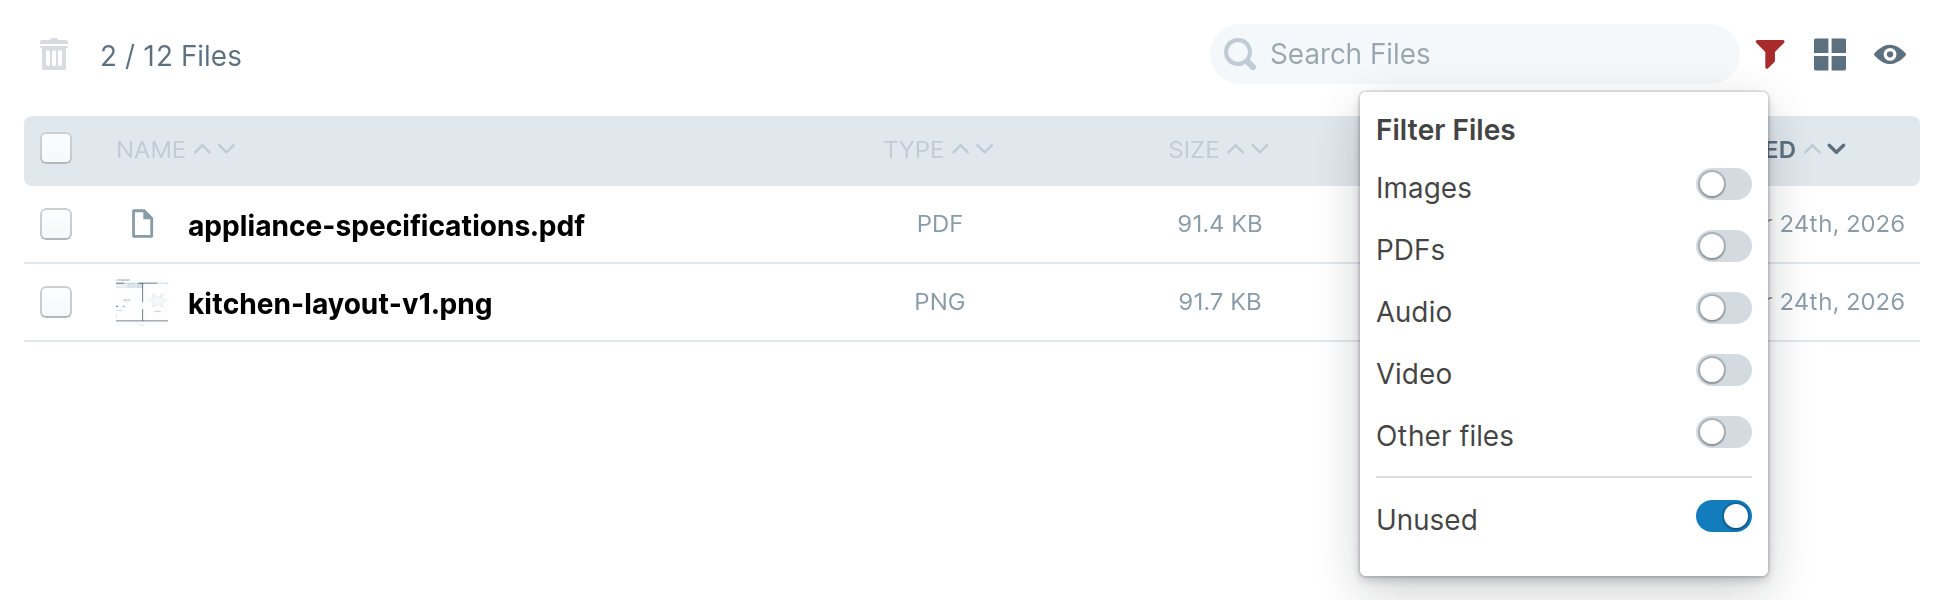 2 / 12 Files
Search Files
NAME TYPE SIZE ED
appliance-specifications.pdf PDF 91.4 KB 24th, 2026
kitchen-layout-v1.png PNG 91.7 KB 24th, 2026
Filter Files
Images
PDFs
Audio
Video
Other files
Unused